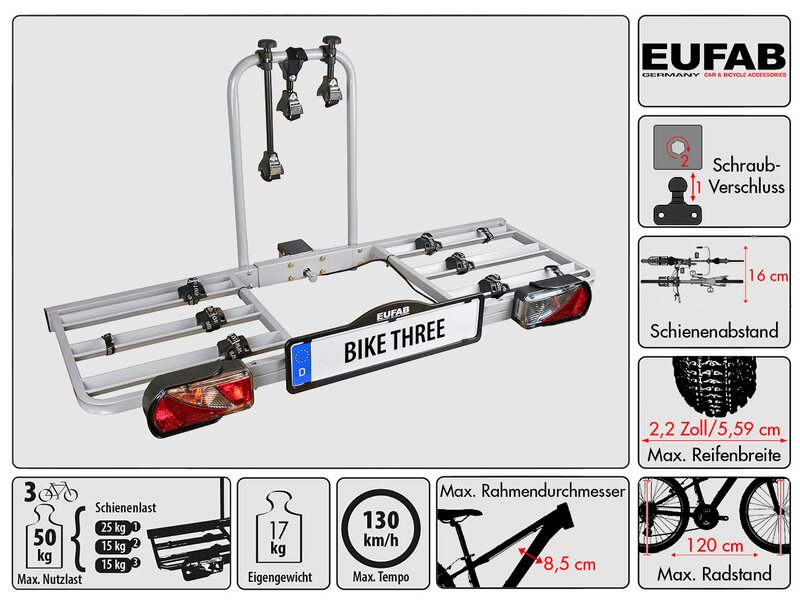 EUFAB
GERMANY CAR & BICYCLE ACCESSORIES
2
1
Schraub-
Verschluss
16 cm
Schienenabstand
EUFAB
D
BIKE THREE
2,2 Zoll/5,59 cm
Max. Reifenbreite
3
50
kg
Max. Nutzlast
Schienenlast
25 kg 1
15 kg 2
15 kg 3
17
kg
Eigengewicht
130
km/h
Max. Tempo
Max. Rahmendurchmesser
8,5 cm
120 cm
Max. Radstand